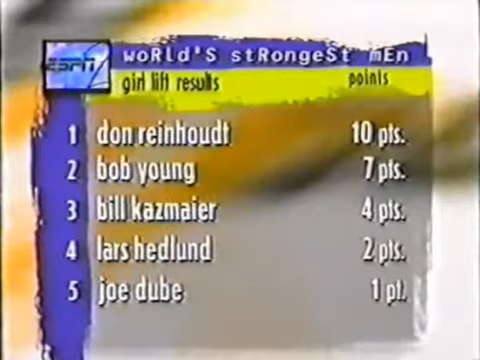 ESPN
woRld'S stRongeSt mEn
girl lift results points
1 don reinhoudt 10 pts.
2 bob young 7 pts.
3 bill kazmaier 4 pts.
4 lars hedlund 2 pts.
5 joe dube 1 pt.